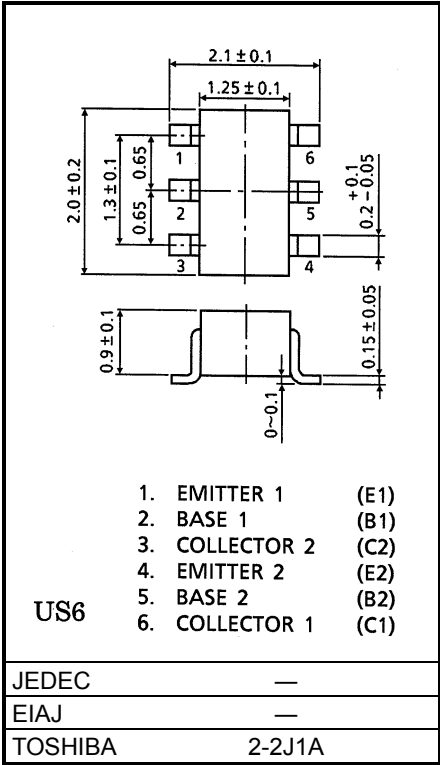 2.1±0.1
1.25±0.1
2.0±0.2
1.3±0.1
0.65
0.65
1
2
3
6
5
4
+0.1
0.2-0.05
0.9±0.1
0.15±0.05
0~0.1
1. EMITTER 1 (E1)
2. BASE 1 (B1)
3. COLLECTOR 2 (C2)
4. EMITTER 2 (E2)
5. BASE 2 (B2)
6. COLLECTOR 1 (C1)
US6
JEDEC —
EIAJ —
TOSHIBA 2-2J1A